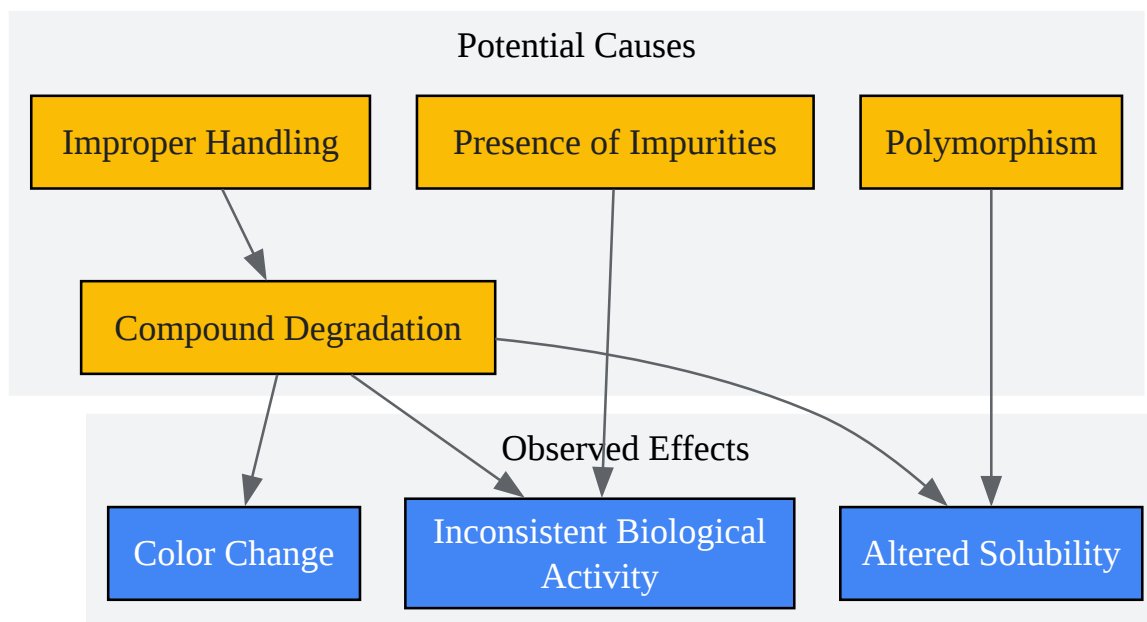 Potential Causes
Improper Handling
Presence of Impurities
Polymorphism
Compound Degradation
Observed Effects
Color Change
Inconsistent Biological
Activity
Altered Solubility